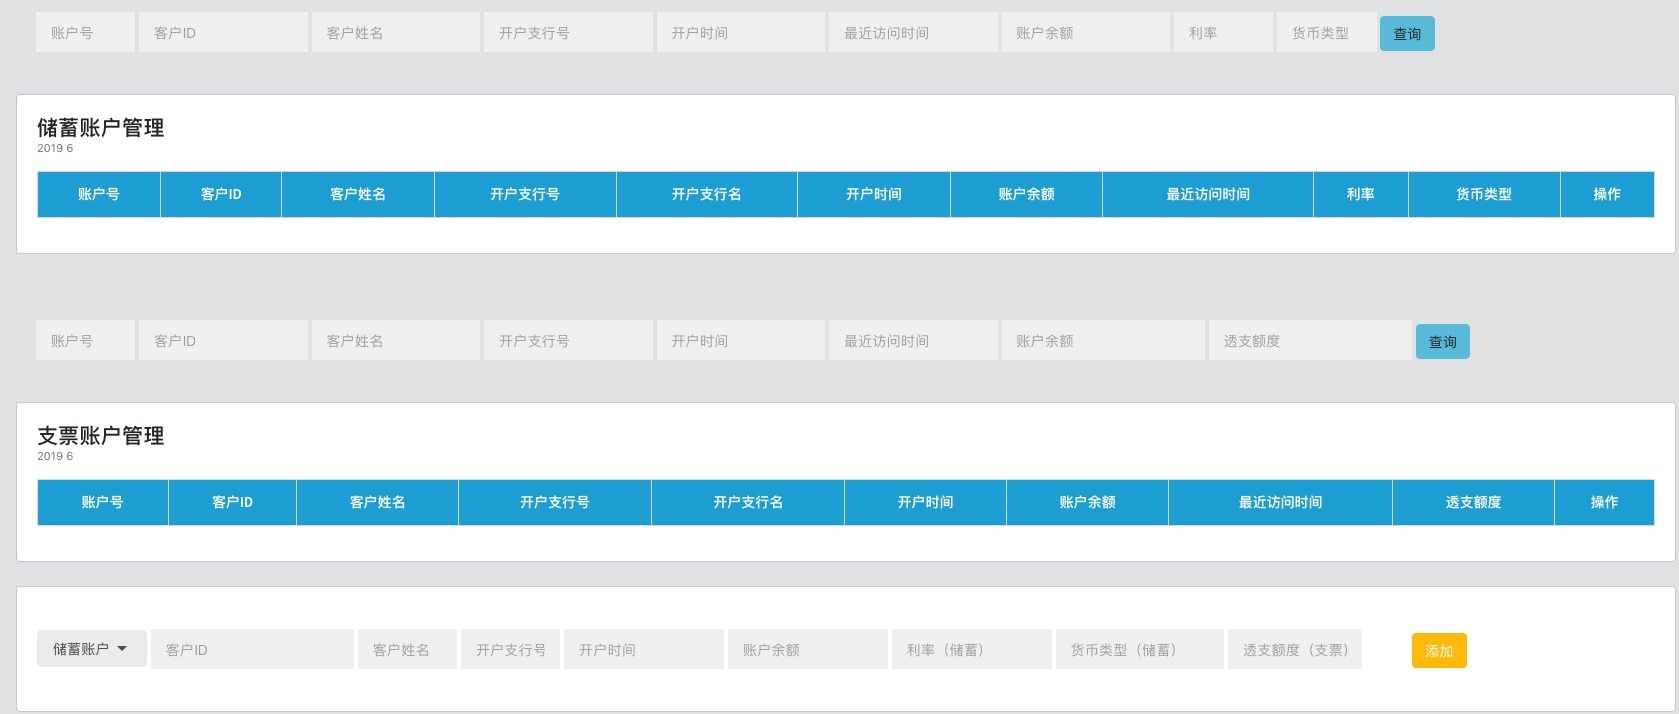 账户号 客户ID 客户姓名 开户支行号 开户时间 最近访问时间 账户余额 利率 货币类型 查询
储蓄账户管理
2019 6
账户号 客户ID 客户姓名 开户支行号 开户支行名 开户时间 账户余额 最近访问时间 利率 货币类型 操作
账户号 客户ID 客户姓名 开户支行号 开户时间 最近访问时间 账户余额 透支额度 查询
支票账户管理
2019 6
账户号 客户ID 客户姓名 开户支行号 开户支行名 开户时间 账户余额 最近访问时间 透支额度 操作
储蓄账户 客户ID 客户姓名 开户支行号 开户时间 账户余额 利率（储蓄） 货币类型（储蓄） 透支额度（支票） 添加